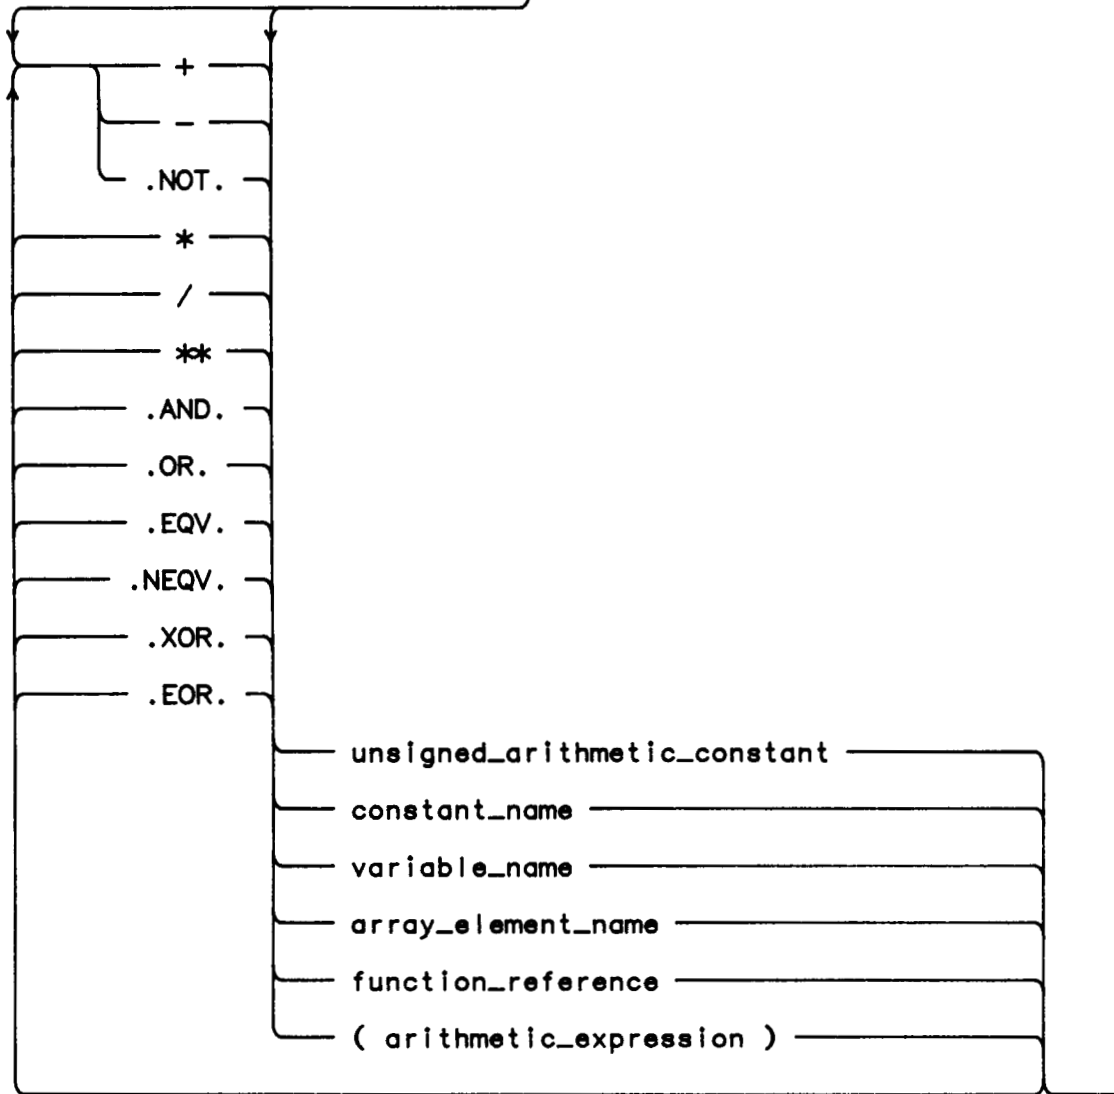 +
-
.NOT.
*
/
**
.AND.
.OR.
.EQV.
.NEQV.
.XOR.
.EOR.
unsigned_arithmetic_constant
constant_name
variable_name
array_element_name
function_reference
( arithmetic_expression )